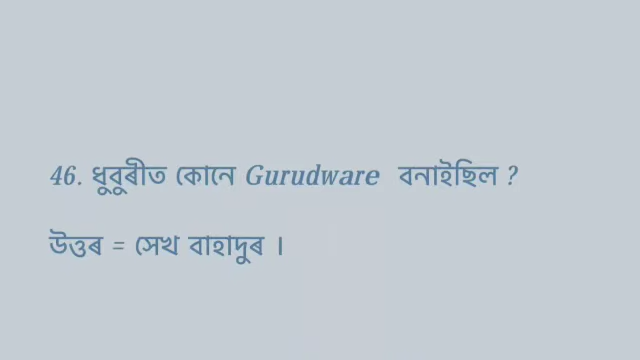 46. ধুবুৰীত কোনে Gurudware বনাইছিল ?
উত্তৰ = সেখ বাহাদুৰ ।